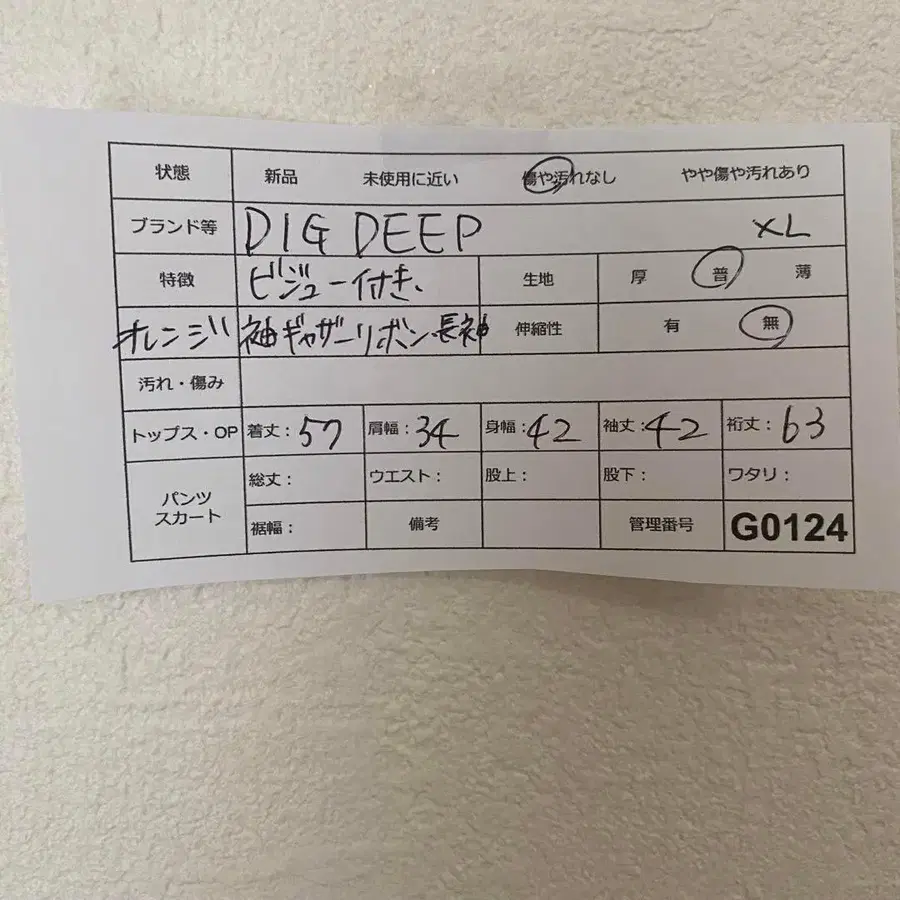 状態 新品 未使用に近い 傷や汚れなし やや傷や汚れあり
ブランド等 DIG DEEP XL
特徴 ビジュー付き、 生地 厚 普 薄
オレンジ 袖ギャザーリボン長袖 伸縮性 有 無
汚れ・傷み
トップス・OP 着丈：57 肩幅：34 身幅：42 袖丈：42 裄丈：63
パンツ スカート 総丈： ウエスト： 股上： 股下： ワタリ：
裾幅： 備考 管理番号 G0124